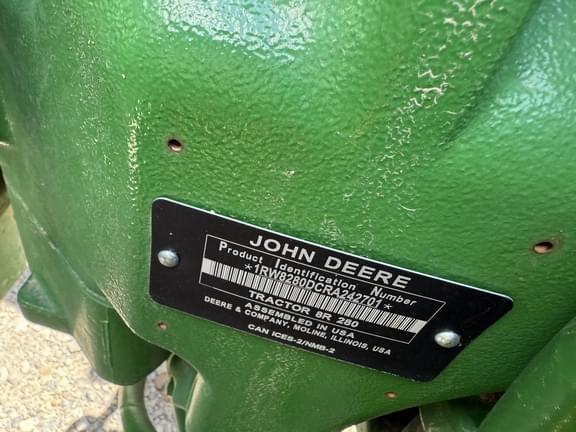 JOHN DEERE
Product Identification Number
*1RW8280DCRA242701*
TRACTOR 8R 280
ASSEMBLED IN USA
DEERE & COMPANY, MOLINE, ILLINOIS, USA
CAN ICES-2/NMB-2